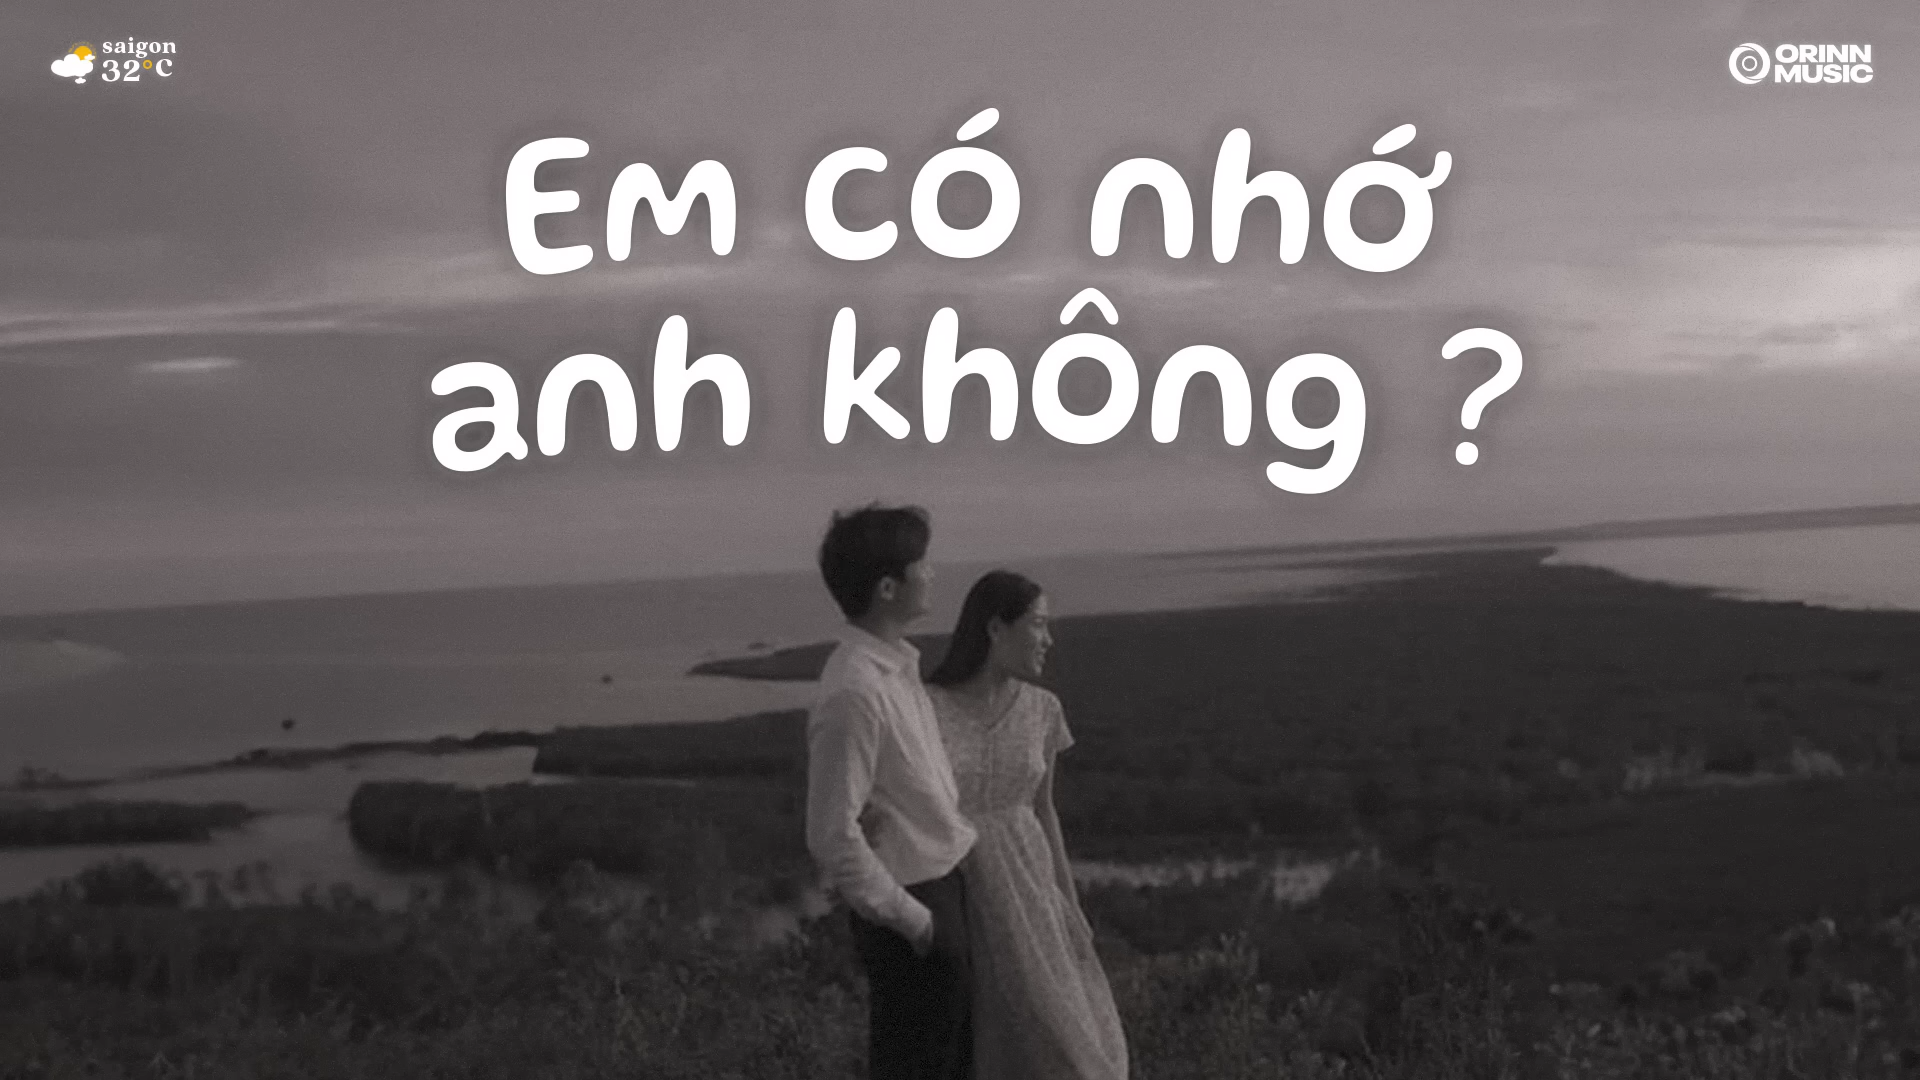 saigon
32°C
ORINN
MUSIC
Em có nhớ
anh không ?